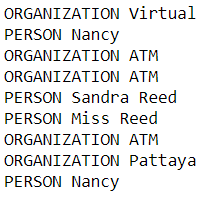 ORGANIZATION Virtual
PERSON Nancy
ORGANIZATION ATM
ORGANIZATION ATM
PERSON Sandra Reed
PERSON Miss Reed
ORGANIZATION ATM
ORGANIZATION Pattaya
PERSON Nancy